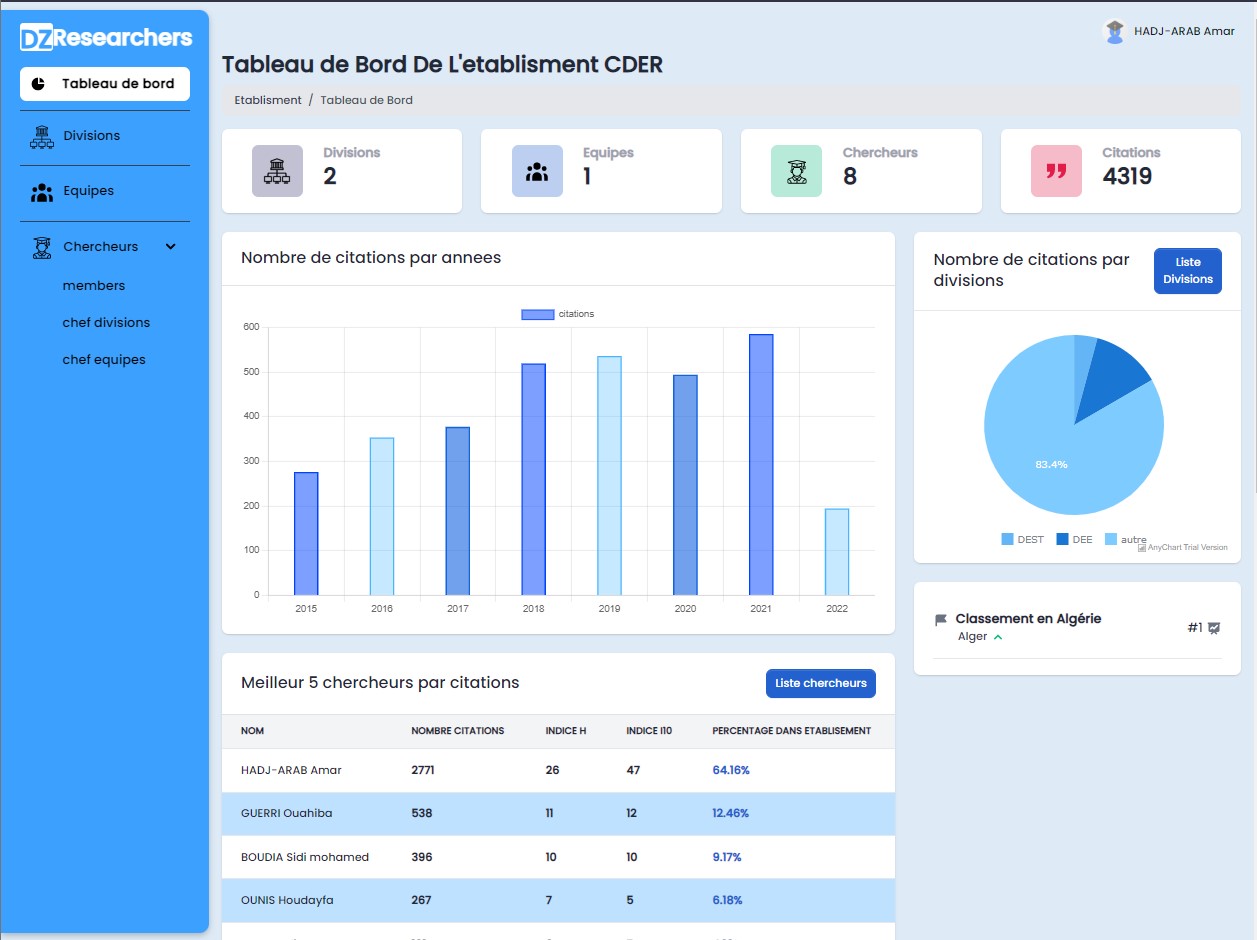 DZResearchers
HADJ-ARAB Amar
Tableau de bord
Divisions
Equipes
Chercheurs
members
chef divisions
chef equipes
Tableau de Bord De L'etablisment CDER
Etablisment / Tableau de Bord
Divisions
2
Equipes
1
Chercheurs
8
Citations
4319
Nombre de citations par annees
citations
600
500
400
300
200
100
0
2015 2016 2017 2018 2019 2020 2021 2022
Nombre de citations par
divisions
Liste
Divisions
83.4%
DEST DEE autre
AnyChart Trial Version
Classement en Algérie
Alger
#1
Meilleur 5 chercheurs par citations
Liste chercheurs
NOM NOMBRE CITATIONS INDICE H INDICE I10 PERCENTAGE DANS ETABLISEMENT
HADJ-ARAB Amar 2771 26 47 64.16%
GUERRI Ouahiba 538 11 12 12.46%
BOUDIA Sidi mohamed 396 10 10 9.17%
OUNIS Houdayfa 267 7 5 6.18%